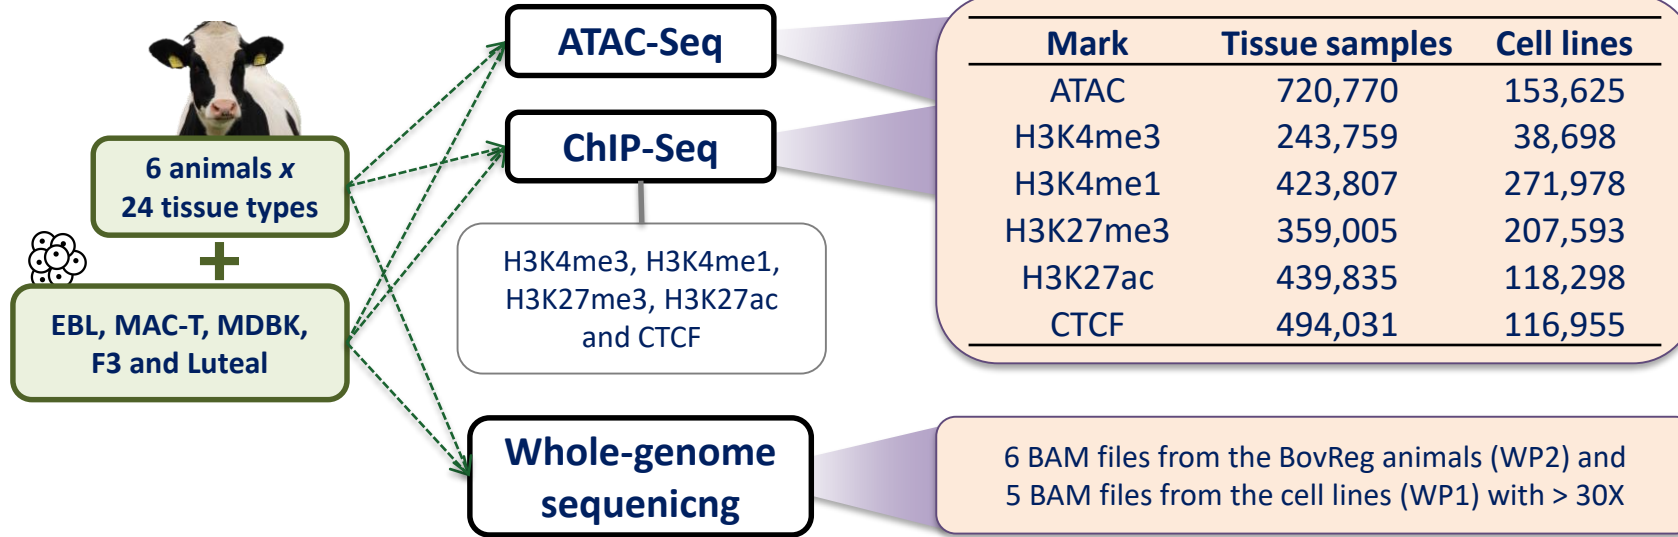 6 animals x
24 tissue types
EBL, MAC-T, MDBK,
F3 and Luteal
ATAC-Seq
ChIP-Seq
H3K4me3, H3K4me1,
H3K27me3, H3K27ac
and CTCF
Whole-genome
sequenicng
Mark Tissue samples Cell lines
ATAC 720,770 153,625
H3K4me3 243,759 38,698
H3K4me1 423,807 271,978
H3K27me3 359,005 207,593
H3K27ac 439,835 118,298
CTCF 494,031 116,955
6 BAM files from the BovReg animals (WP2) and
5 BAM files from the cell lines (WP1) with > 30X